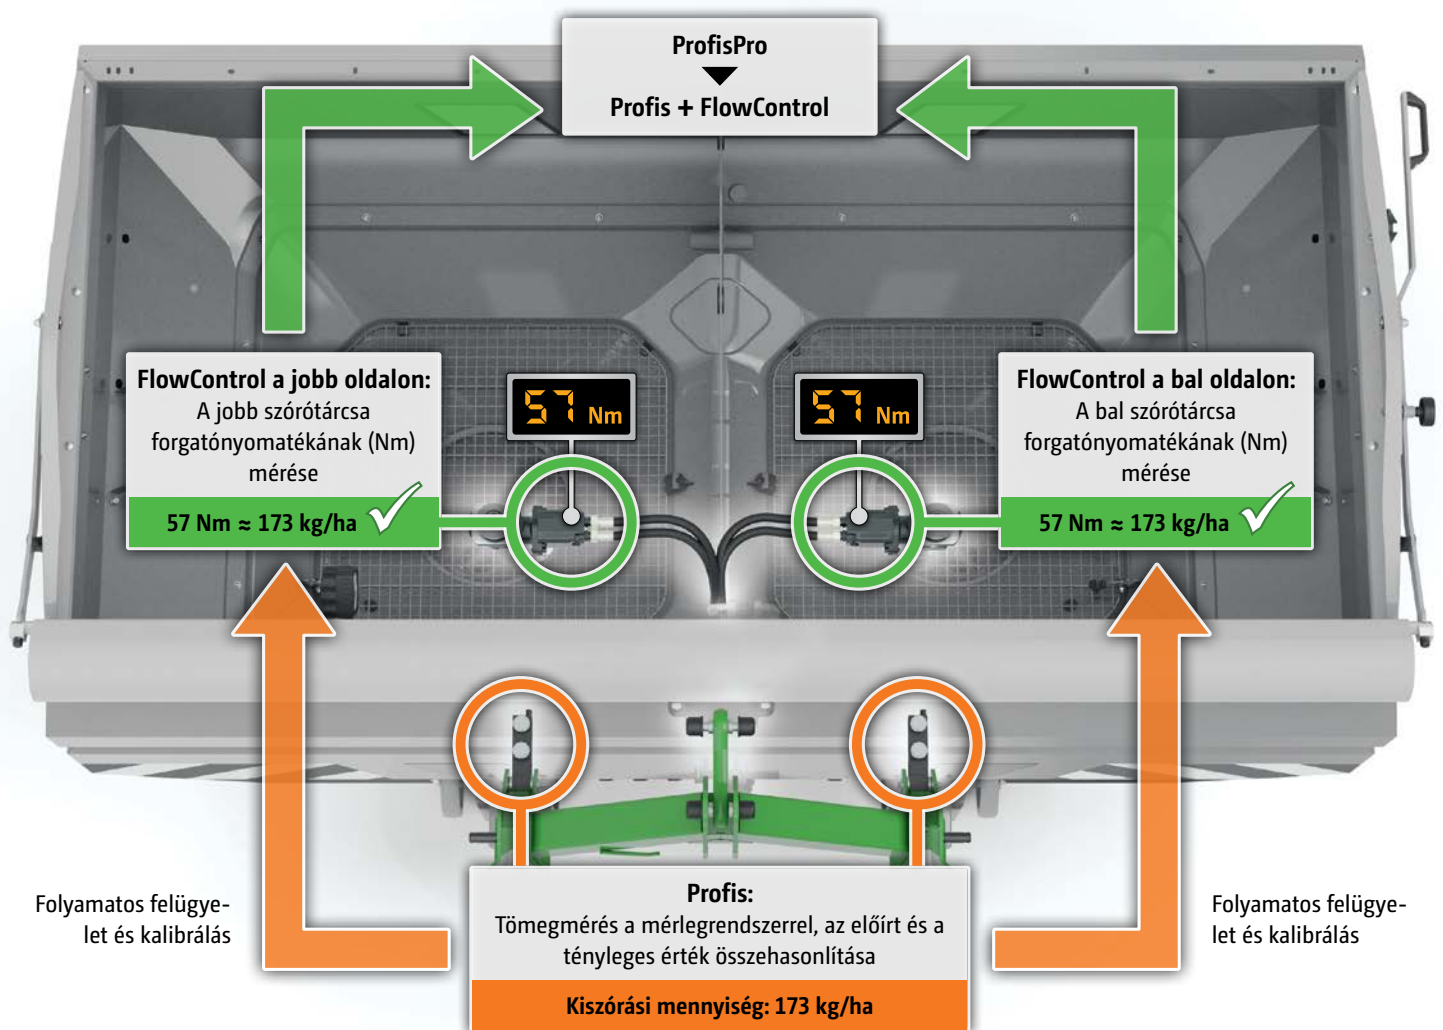 ProfisPro
Profis + FlowControl
FlowControl a jobb oldalon:
A jobb szórótárcsa
forgatónyomatékának (Nm)
mérése
57 Nm ≈ 173 kg/ha
57 Nm
57 Nm
FlowControl a bal oldalon:
A bal szórótárcsa
forgatónyomatékának (Nm)
mérése
57 Nm ≈ 173 kg/ha
Folyamatos felügye-
let és kalibrálás
Profis:
Tömegmérés a mérlegrendszerrel, az előírt és a
tényleges érték összehasonlítása
Kiszórási mennyiség: 173 kg/ha
Folyamatos felügye-
let és kalibrálás